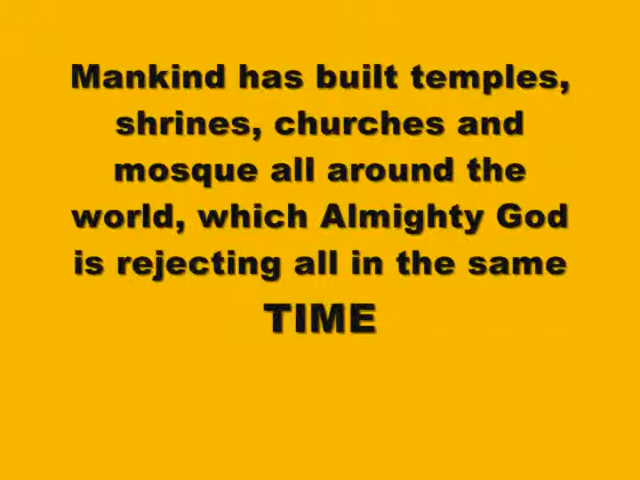 Mankind has built temples,
shrines, churches and
mosque all around the
world, which Almighty God
is rejecting all in the same
TIME